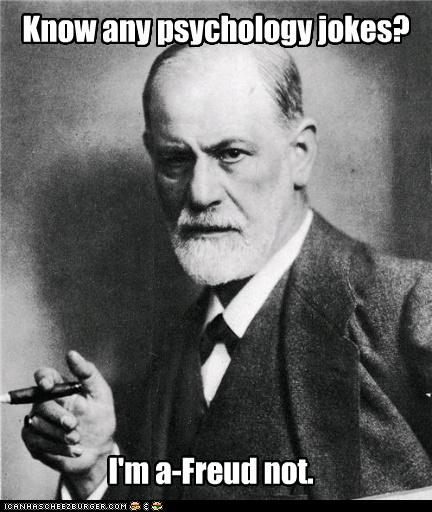 Know any psychology jokes?
I'm a-Freud not.
ICANHASCHEEZBURGER.COM